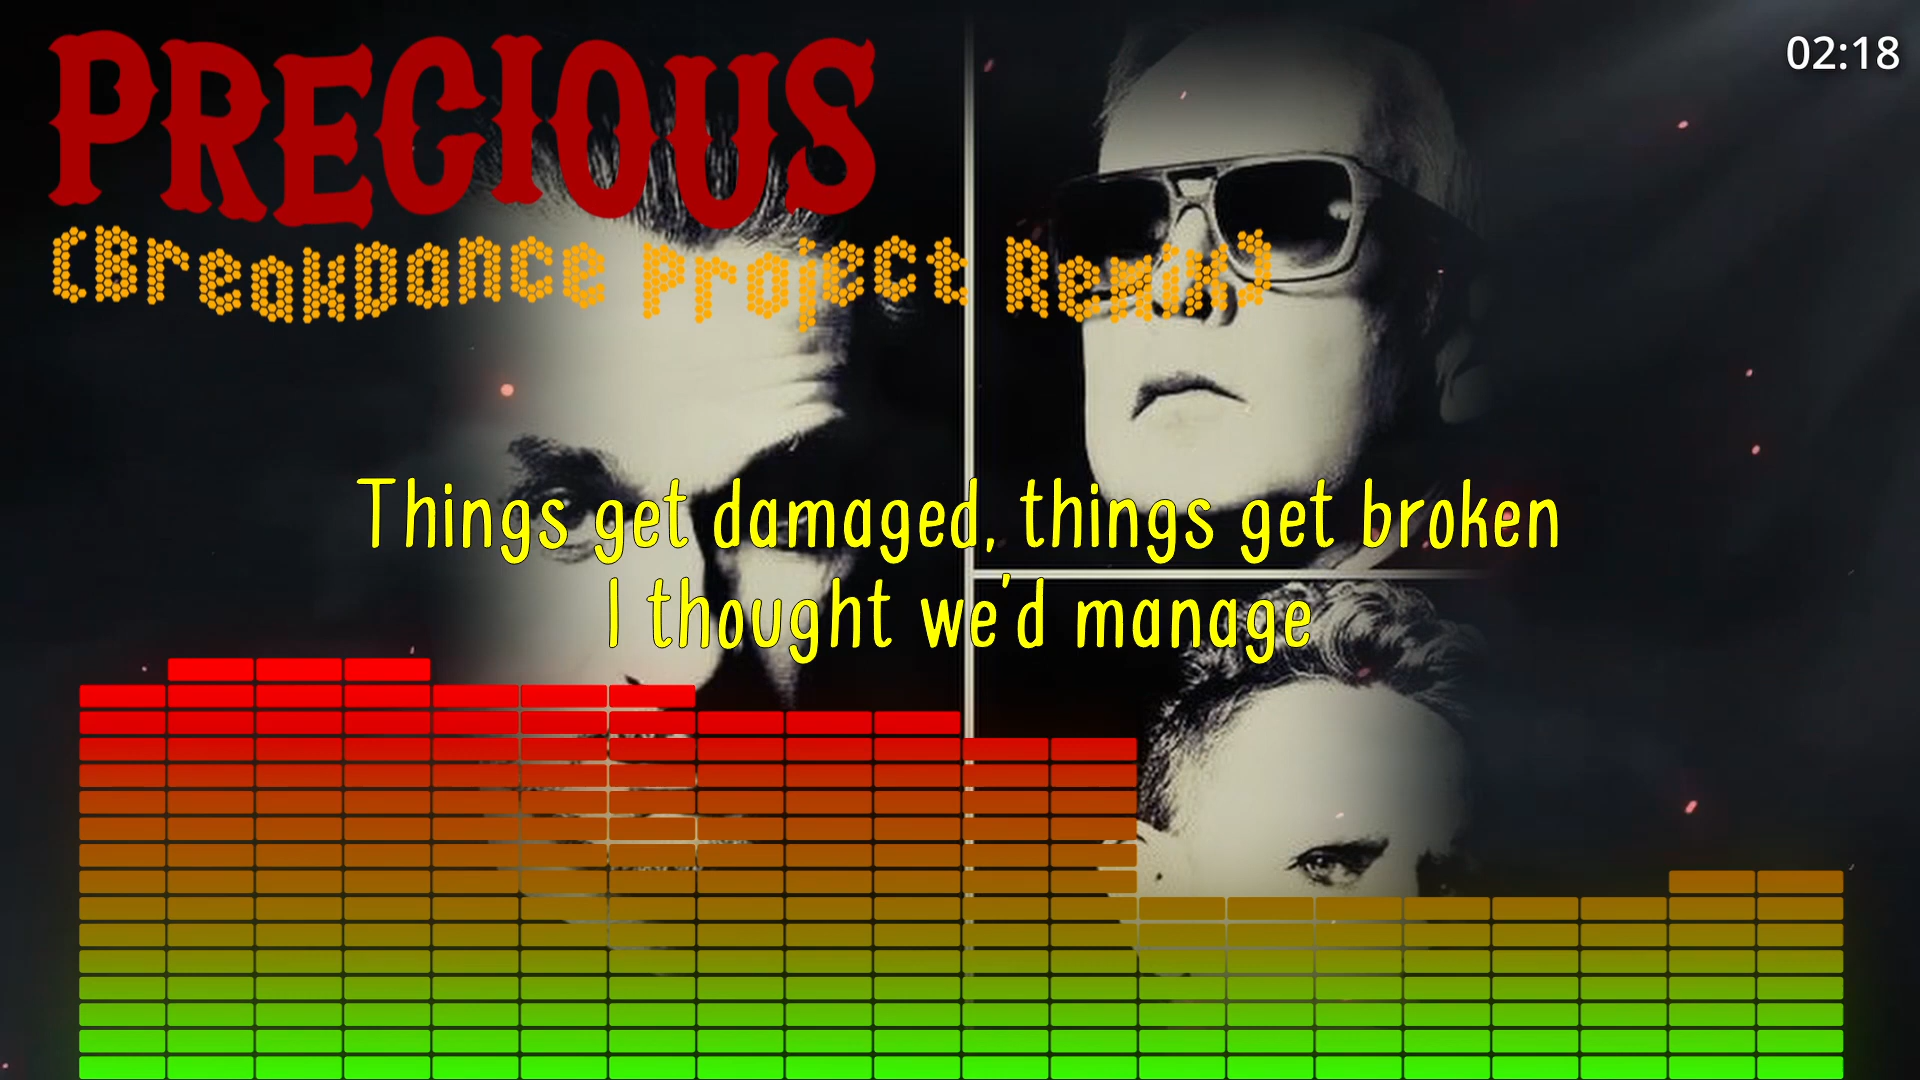 PRECIOUS
02:18
(BreakDance Project Remix)
Things get damaged, things get broken
I thought we'd manage